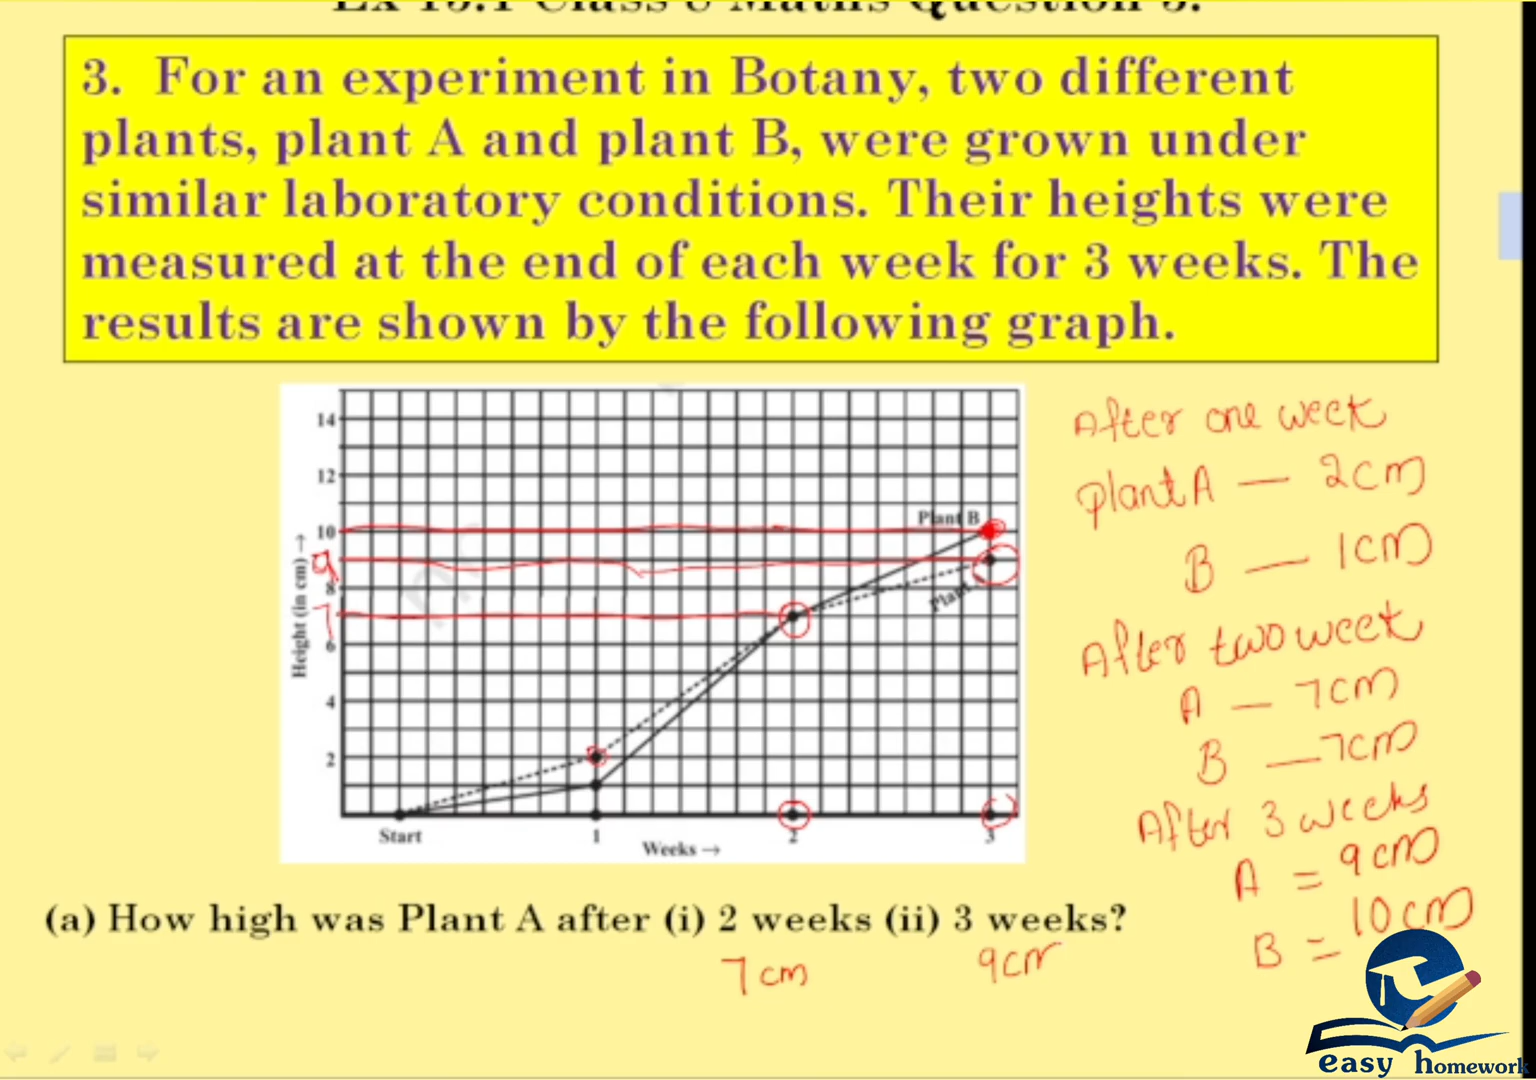 3. For an experiment in Botany, two different
plants, plant A and plant B, were grown under
similar laboratory conditions. Their heights were
measured at the end of each week for 3 weeks. The
results are shown by the following graph.
14
12
10
9
8
7
6
4
2
Height (in cm) →
Plant B
Plant
Start
1
2
3
Weeks →
After one week
plant A — 2cm
B — 1cm
After two week
A — 7cm
B — 7cm
After 3 weeks
A = 9cm
B = 10cm
(a) How high was Plant A after (i) 2 weeks (ii) 3 weeks?
7cm
9cm
easy homework